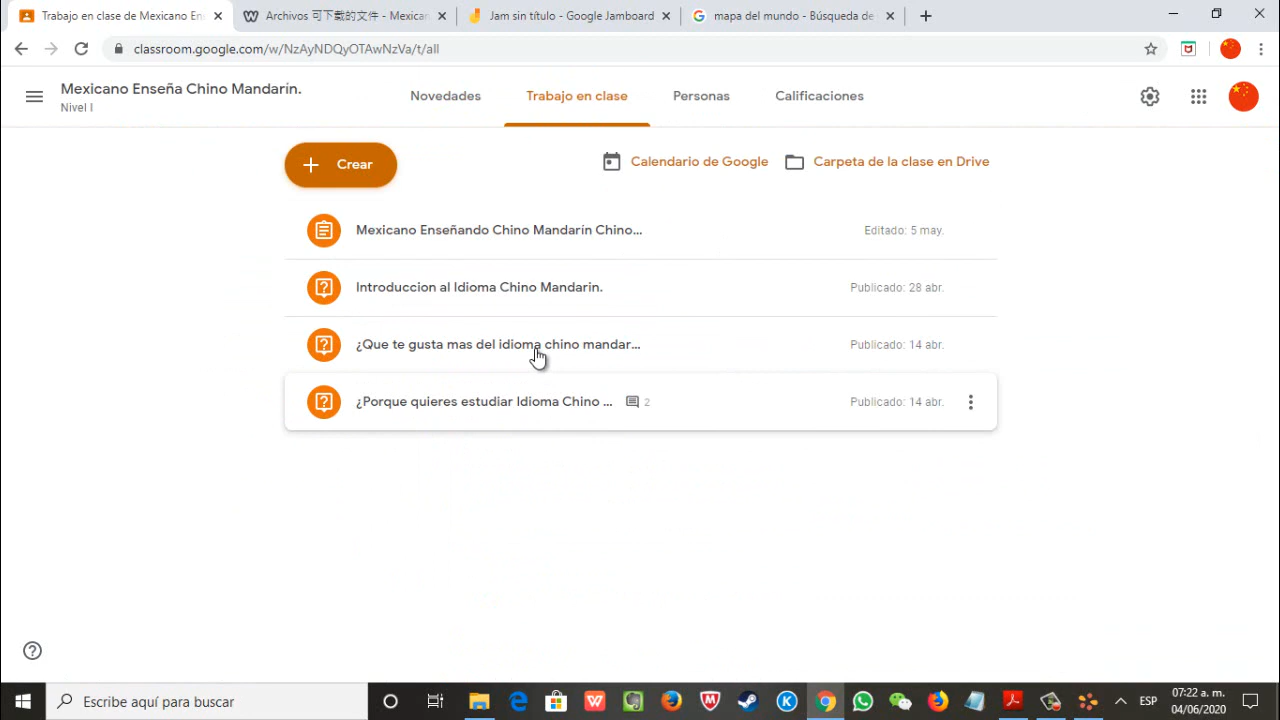 Trabajo en clase de Mexicano En
Archivos 可下载的文件 - Mexican
Jam sin título - Google Jamboard
mapa del mundo - Búsqueda de
classroom.google.com/w/NzAyNDQyOTAwNzVa/t/all
Mexicano Enseña Chino Mandarín.
Nivel I
Novedades
Trabajo en clase
Personas
Calificaciones
Crear
Calendario de Google
Carpeta de la clase en Drive
Mexicano Enseñando Chino Mandarín Chino...
Editado: 5 may.
Introduccion al Idioma Chino Mandarin.
Publicado: 28 abr.
¿Que te gusta mas del idioma chino mandar...
Publicado: 14 abr.
¿Porque quieres estudiar Idioma Chino ...
2
Publicado: 14 abr.
Escribe aquí para buscar
ESP
07:22 a. m.
04/06/2020